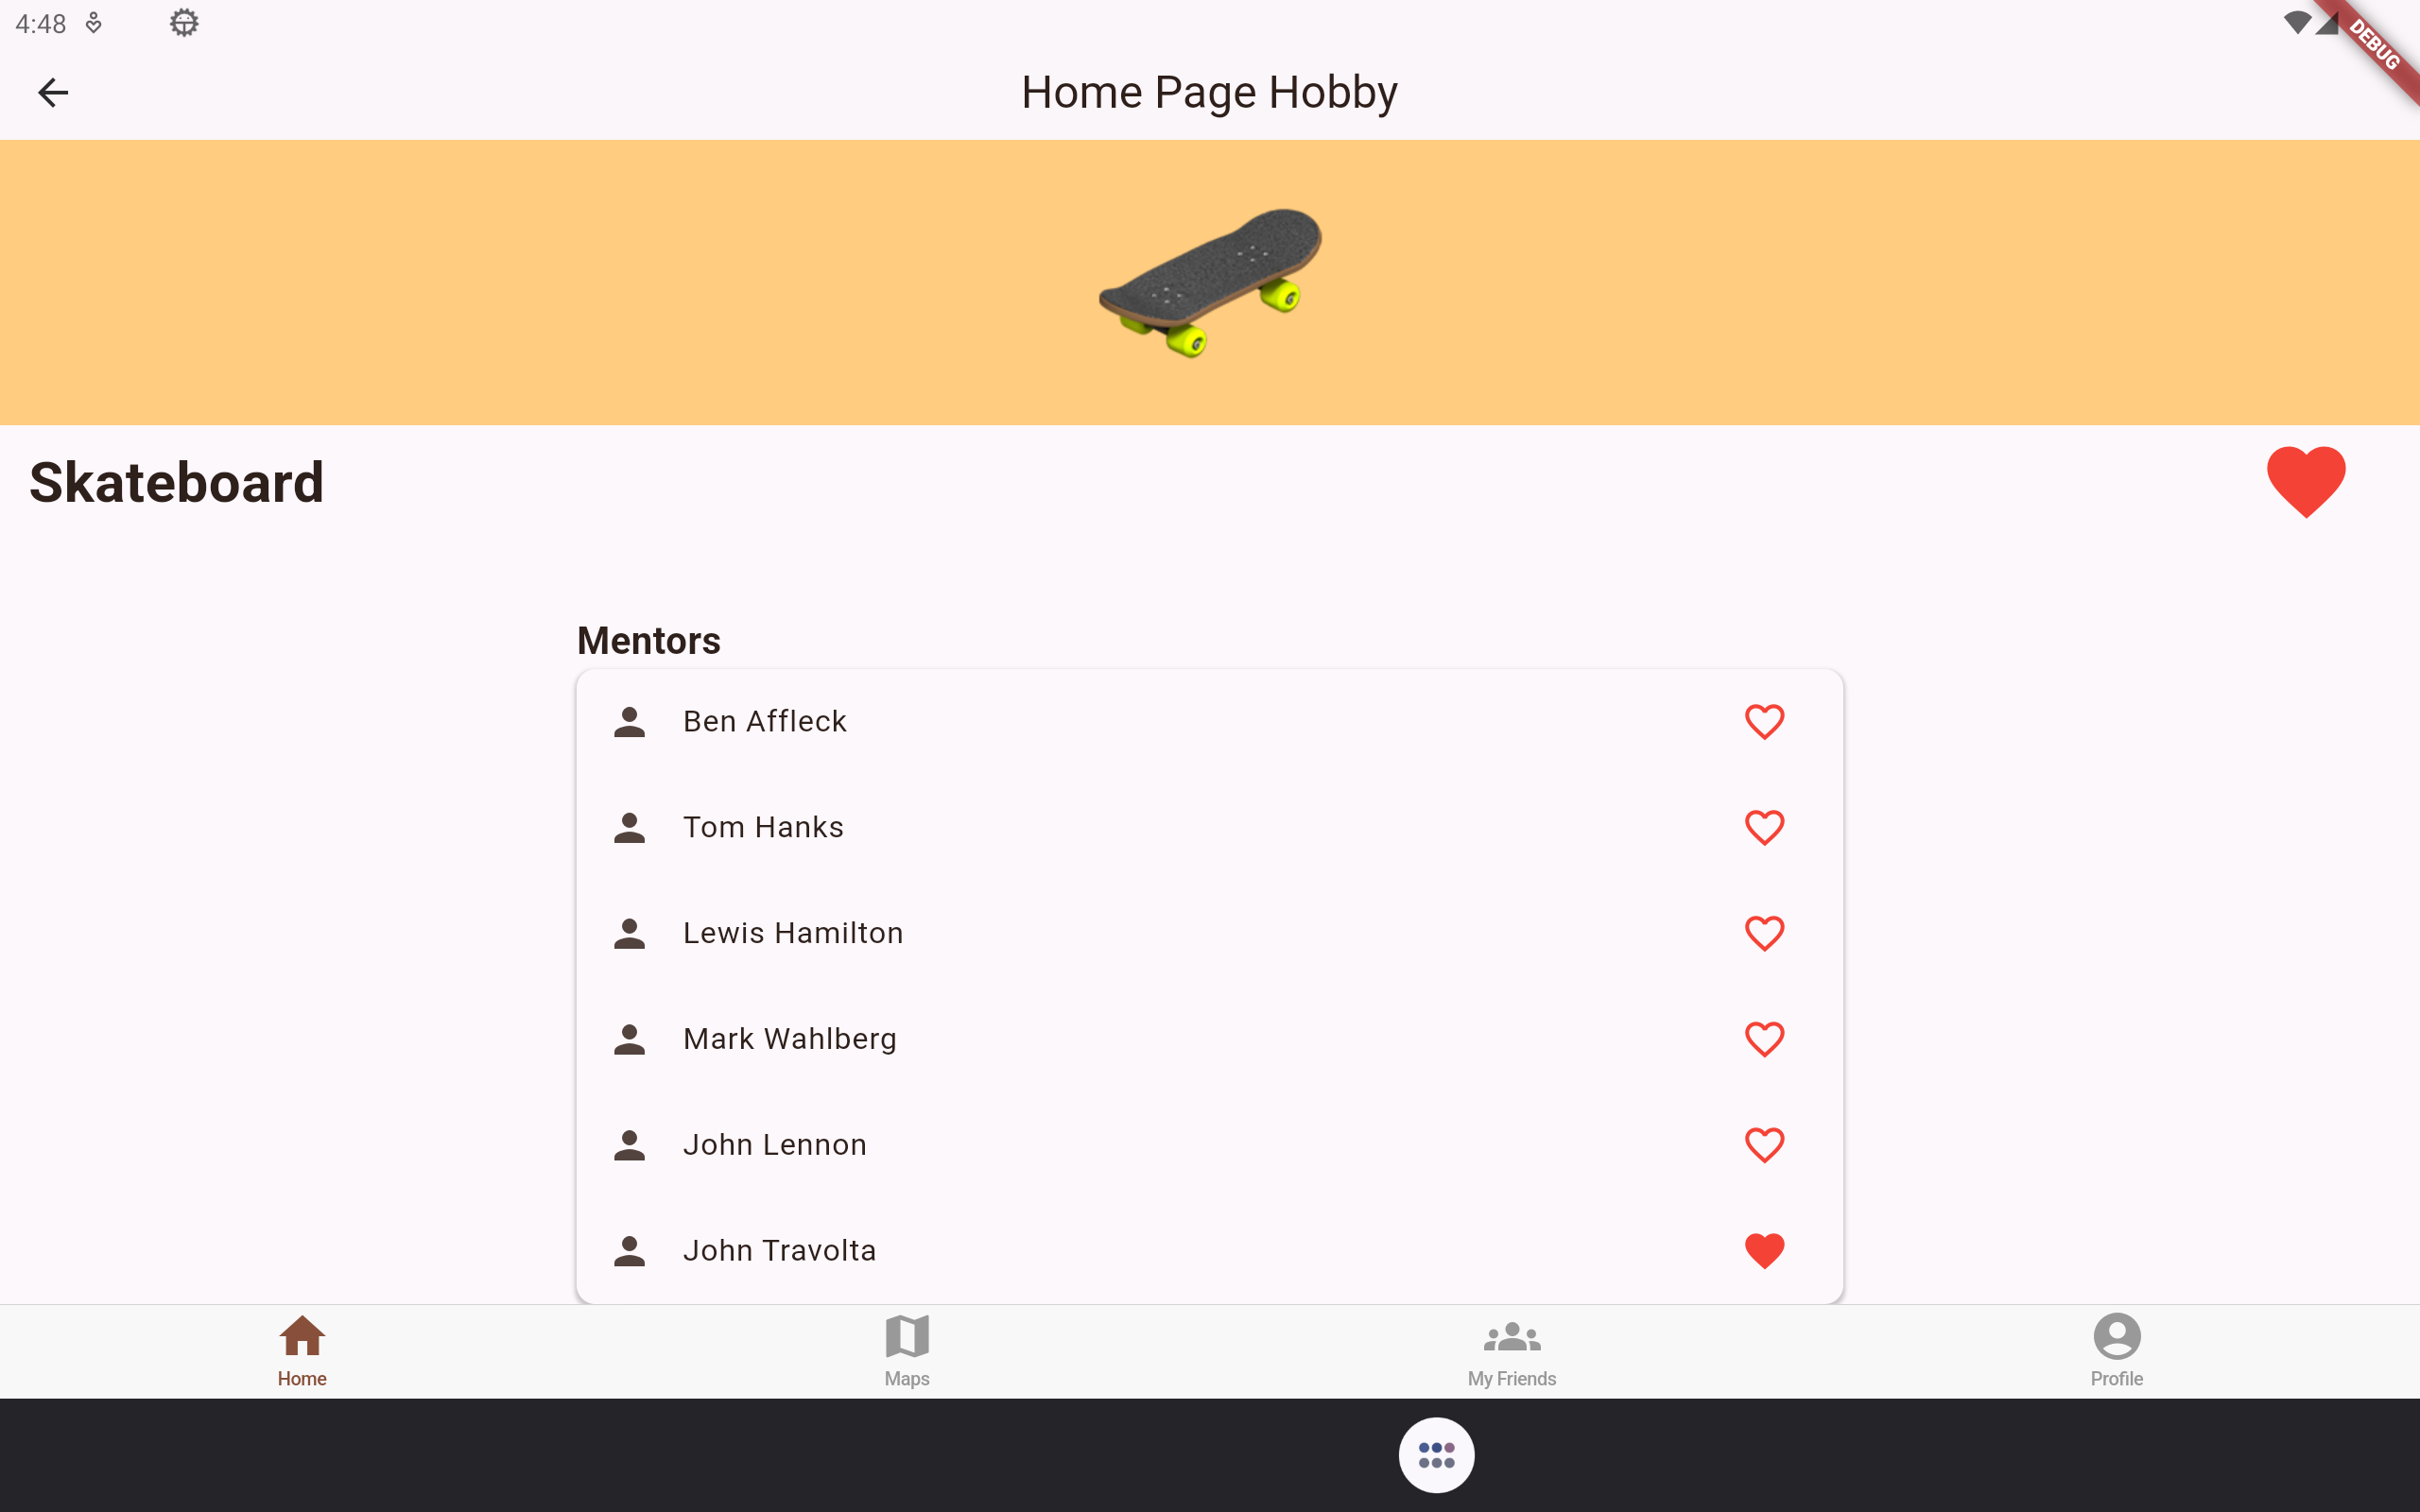 4:48
DEBUG
Home Page Hobby
Skateboard
Mentors
Ben Affleck
Tom Hanks
Lewis Hamilton
Mark Wahlberg
John Lennon
John Travolta
Home
Maps
My Friends
Profile